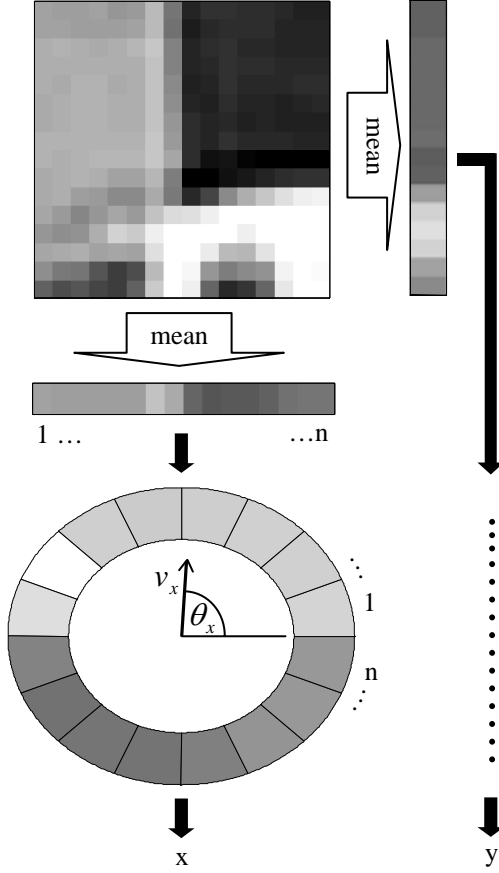 mean
mean
1 … …n
v_x
θ_x
… 1
n …
x y